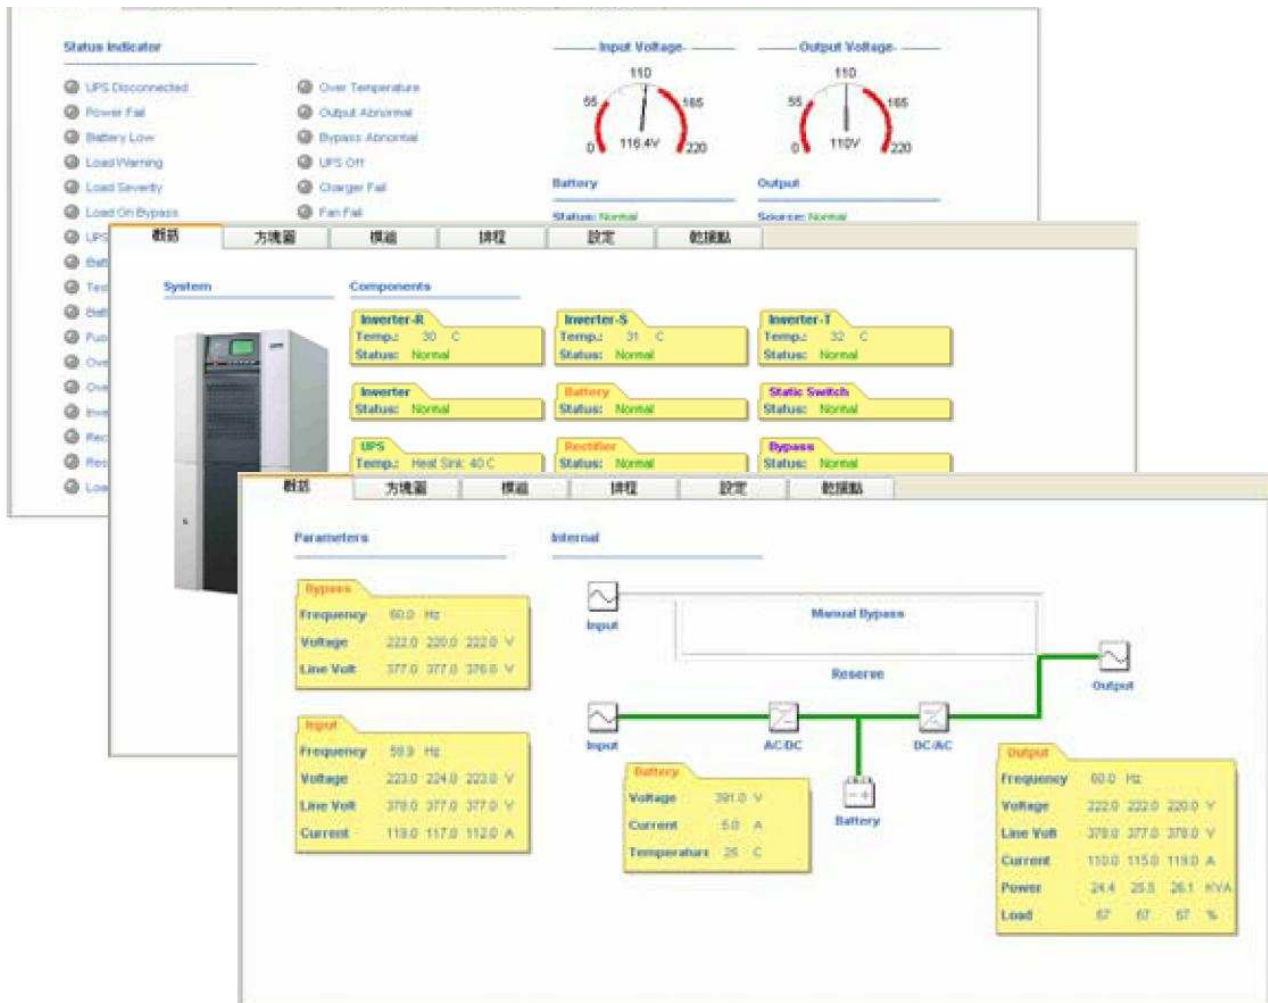 Status Indicator
Input Voltage
Output Voltage
UPS Disconnected
Power Fail
Battery Low
Load Warning
Load Severity
Load On Bypass
UPS
Over Temperature
Output Abnormal
Bypass Abnormal
UPS Off
Charger Fail
Fan Fail
0 55 110 165 220
116.4V
0 55 110 165 220
110V
Battery
Status: Normal
Output
Source: Normal
概括 方塊圖 模組 排程 設定 乾接點
System
Components
Inverter-R
Temp.: 30 C
Status: Normal
Inverter-S
Temp.: 31 C
Status: Normal
Inverter-T
Temp.: 32 C
Status: Normal
Inverter
Status: Normal
Battery
Status: Normal
Static Switch
Status: Normal
UPS
Temp.: Heat Sink: 40 C
Rectifier
Status: Normal
Bypass
Status: Normal
概括 方塊圖 模組 排程 設定 乾接點
Parameters
Internal
Bypass
Frequency 60.0 Hz
Voltage 222.0 220.0 222.0 V
Line Volt 377.0 377.0 376.0 V
Input
Frequency 59.9 Hz
Voltage 223.0 224.0 223.0 V
Line Volt 378.0 377.0 377.0 V
Current 119.0 117.0 112.0 A
Input
Manual Bypass
Reserve
Output
Input
AC/DC
DC/AC
Battery
Battery
Voltage 391.0 V
Current 5.0 A
Temperature 25 C
Output
Frequency 60.0 Hz
Voltage 222.0 222.0 220.0 V
Line Volt 378.0 377.0 378.0 V
Current 110.0 115.0 119.0 A
Power 24.4 25.5 26.1 KVA
Load 67 67 67 %